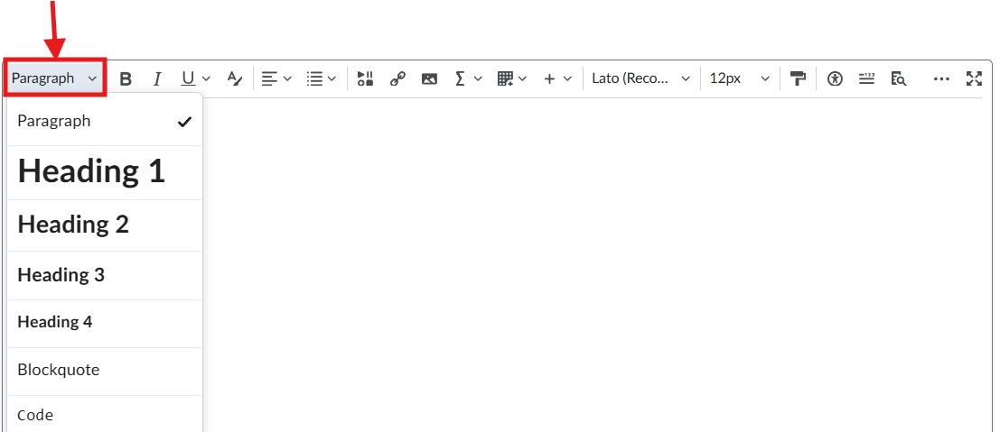 Paragraph B I U Lato (Reco... 12px
Paragraph
Heading 1
Heading 2
Heading 3
Heading 4
Blockquote
Code